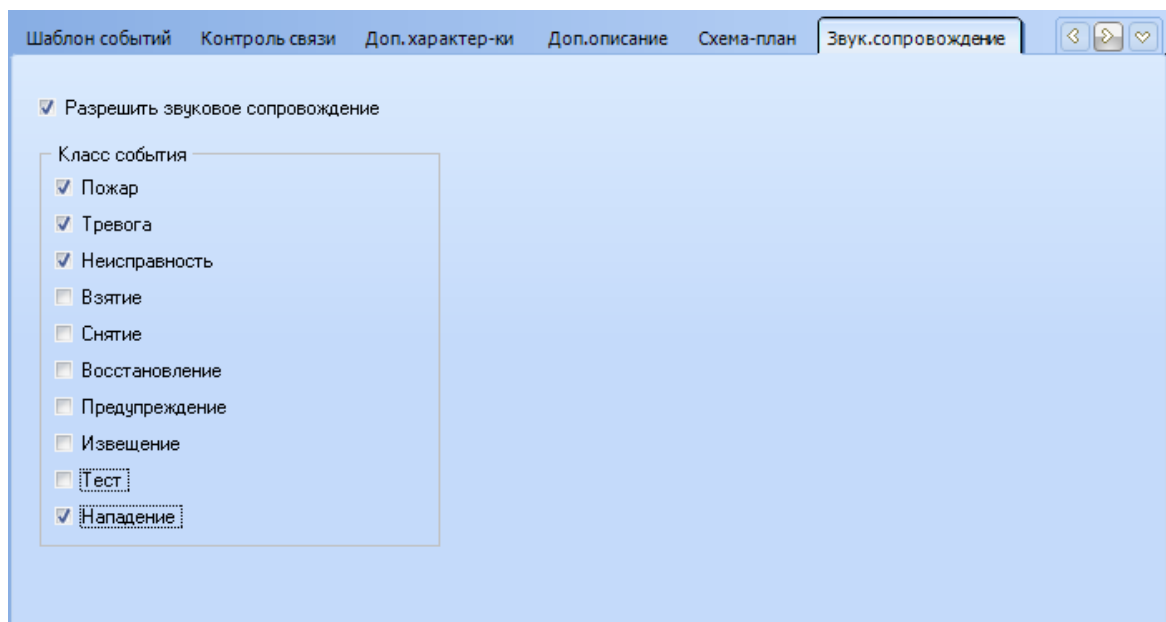 Шаблон событий Контроль связи Доп.характер-ки Доп.описание Схема-план Звук.сопровождение
Разрешить звуковое сопровождение
Класс события
Пожар
Тревога
Неисправность
Взятие
Снятие
Восстановление
Предупреждение
Извещение
Тест
Нападение